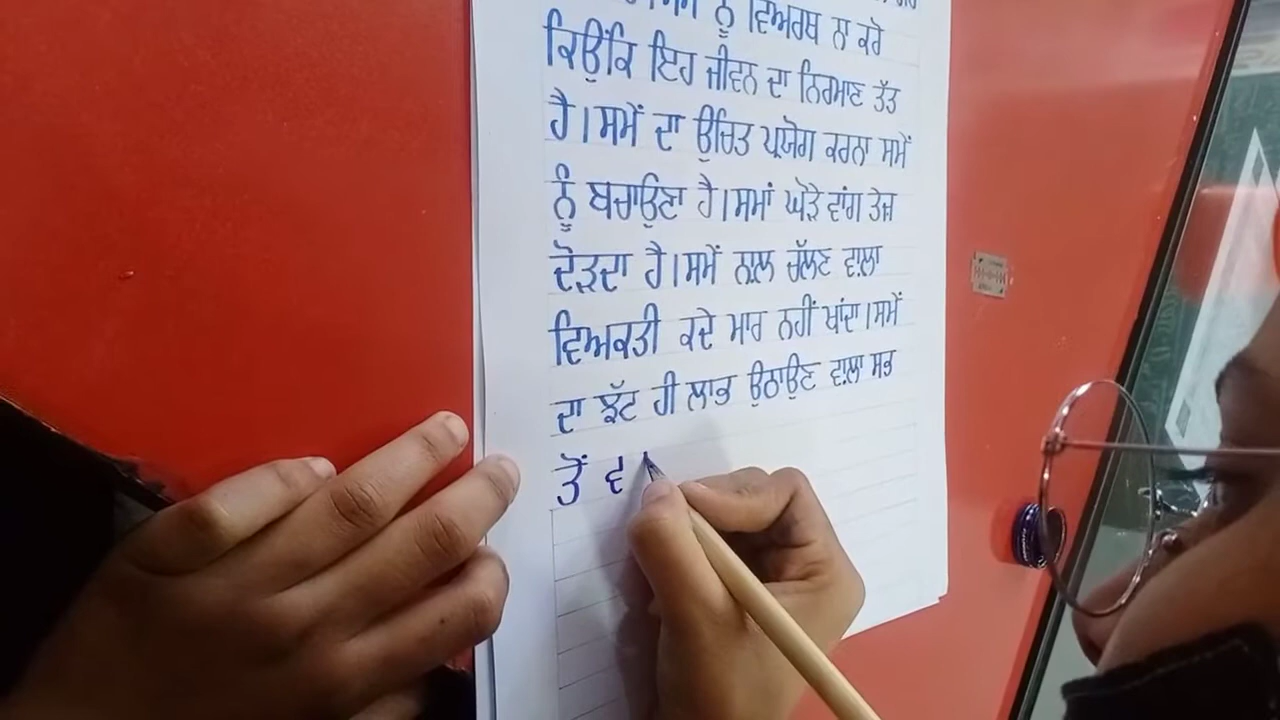 ਨੂੰ ਵਿਅਰਥ ਨਾ ਕਰੋ
ਕਿਉਂਕਿ ਇਹ ਜੀਵਨ ਦਾ ਨਿਰਮਾਣ ਤੱਤ
ਹੈ। ਸਮੇਂ ਦਾ ਉਚਿਤ ਪ੍ਰਯੋਗ ਕਰਨਾ ਸਮੇਂ
ਨੂੰ ਬਚਾਉਣਾ ਹੈ। ਸਮਾਂ ਘੋੜੇ ਵਾਂਗ ਤੇਜ਼
ਦੋੜਦਾ ਹੈ। ਸਮੇਂ ਨਾਲ ਚੱਲਣ ਵਾਲਾ
ਵਿਅਕਤੀ ਕਦੇ ਮਾਰ ਨਹੀਂ ਖਾਂਦਾ। ਸਮੇਂ
ਦਾ ਝੱਟ ਹੀ ਲਾਭ ਉਠਾਉਣ ਵਾਲਾ ਸਭ
ਤੋਂ ਵ